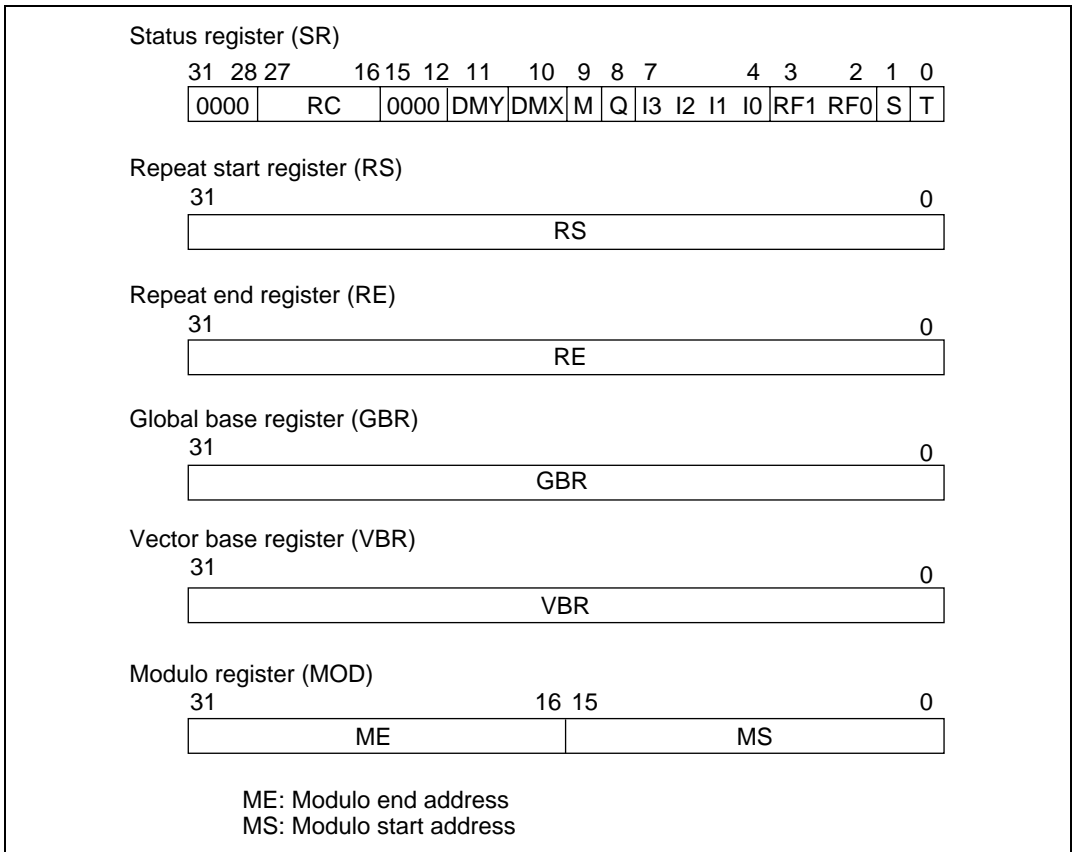 Status register (SR)
31 28 27 16 15 12 11 10 9 8 7 4 3 2 1 0
0000 RC 0000 DMY DMX M Q I3 I2 I1 I0 RF1 RF0 S T
Repeat start register (RS)
31 0
RS
Repeat end register (RE)
31 0
RE
Global base register (GBR)
31 0
GBR
Vector base register (VBR)
31 0
VBR
Modulo register (MOD)
31 16 15 0
ME MS
ME: Modulo end address
MS: Modulo start address